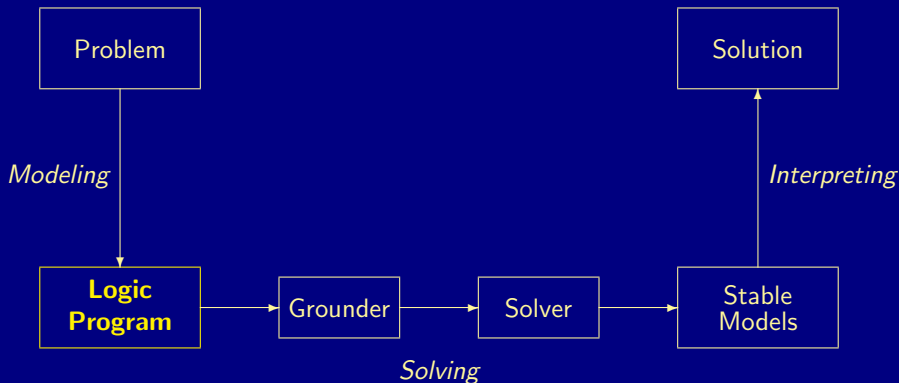 Problem
Solution
Modeling
Interpreting
Logic
Program
Grounder
Solver
Stable
Models
Solving